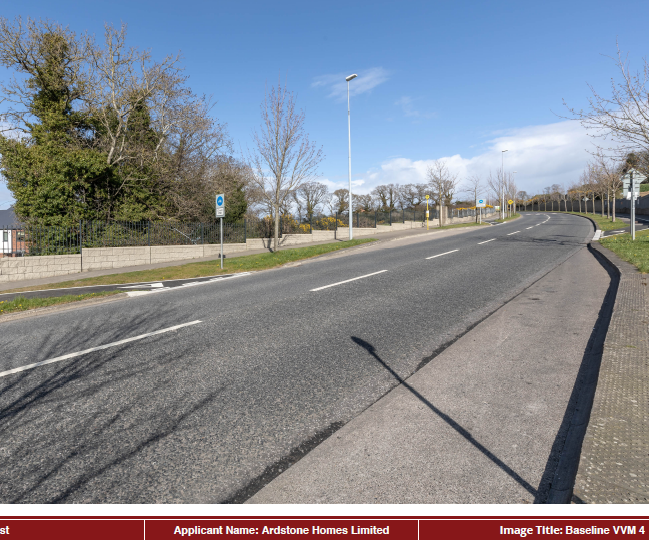 st
Applicant Name: Ardstone Homes Limited
Image Title: Baseline VVM 4